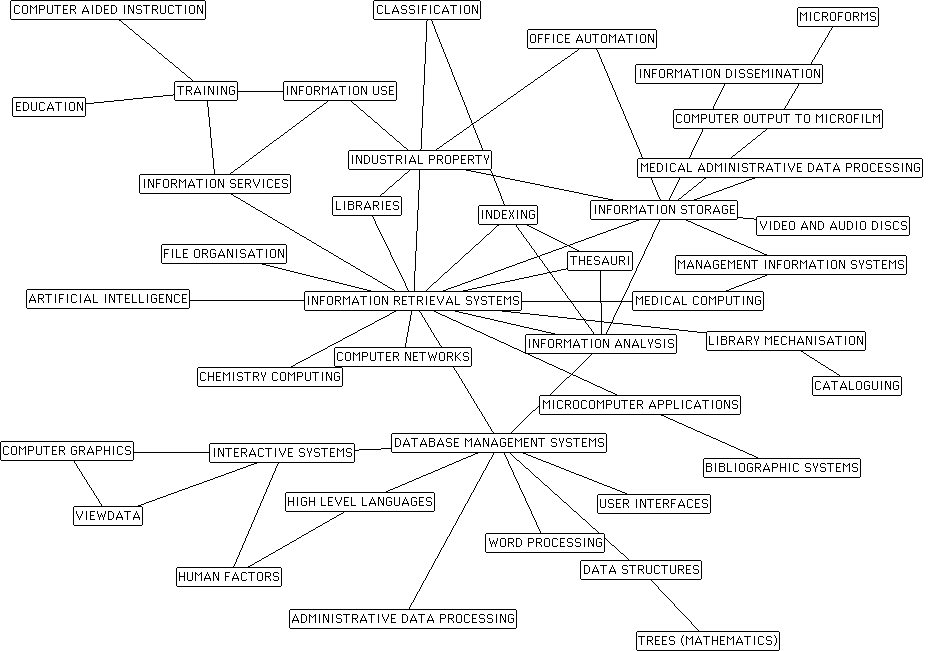 COMPUTER AIDED INSTRUCTION
CLASSIFICATION
MICROFORMS
OFFICE AUTOMATION
INFORMATION DISSEMINATION
TRAINING
INFORMATION USE
EDUCATION
COMPUTER OUTPUT TO MICROFILM
INDUSTRIAL PROPERTY
MEDICAL ADMINISTRATIVE DATA PROCESSING
INFORMATION SERVICES
LIBRARIES
INDEXING
INFORMATION STORAGE
VIDEO AND AUDIO DISCS
FILE ORGANISATION
THESAURI
MANAGEMENT INFORMATION SYSTEMS
ARTIFICIAL INTELLIGENCE
INFORMATION RETRIEVAL SYSTEMS
MEDICAL COMPUTING
INFORMATION ANALYSIS
LIBRARY MECHANISATION
COMPUTER NETWORKS
CHEMISTRY COMPUTING
CATALOGUING
MICROCOMPUTER APPLICATIONS
COMPUTER GRAPHICS
INTERACTIVE SYSTEMS
DATABASE MANAGEMENT SYSTEMS
BIBLIOGRAPHIC SYSTEMS
HIGH LEVEL LANGUAGES
USER INTERFACES
VIEWDATA
WORD PROCESSING
HUMAN FACTORS
DATA STRUCTURES
ADMINISTRATIVE DATA PROCESSING
TREES (MATHEMATICS)